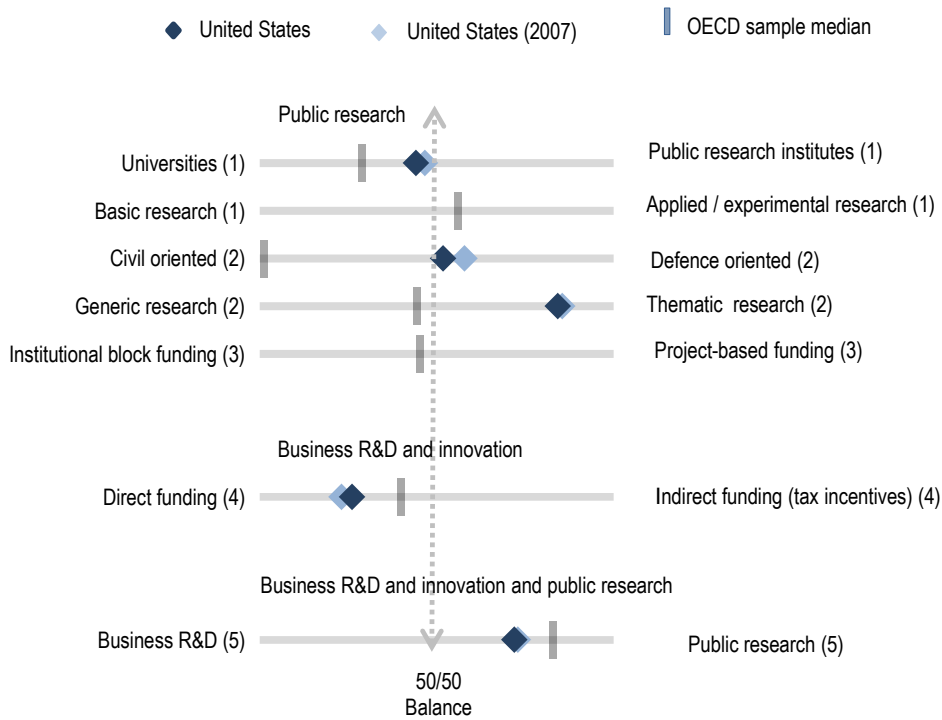 United States United States (2007) OECD sample median
Public research
Universities (1) Public research institutes (1)
Basic research (1) Applied / experimental research (1)
Civil oriented (2) Defence oriented (2)
Generic research (2) Thematic research (2)
Institutional block funding (3) Project-based funding (3)
Business R&D and innovation
Direct funding (4) Indirect funding (tax incentives) (4)
Business R&D and innovation and public research
Business R&D (5) Public research (5)
50/50
Balance